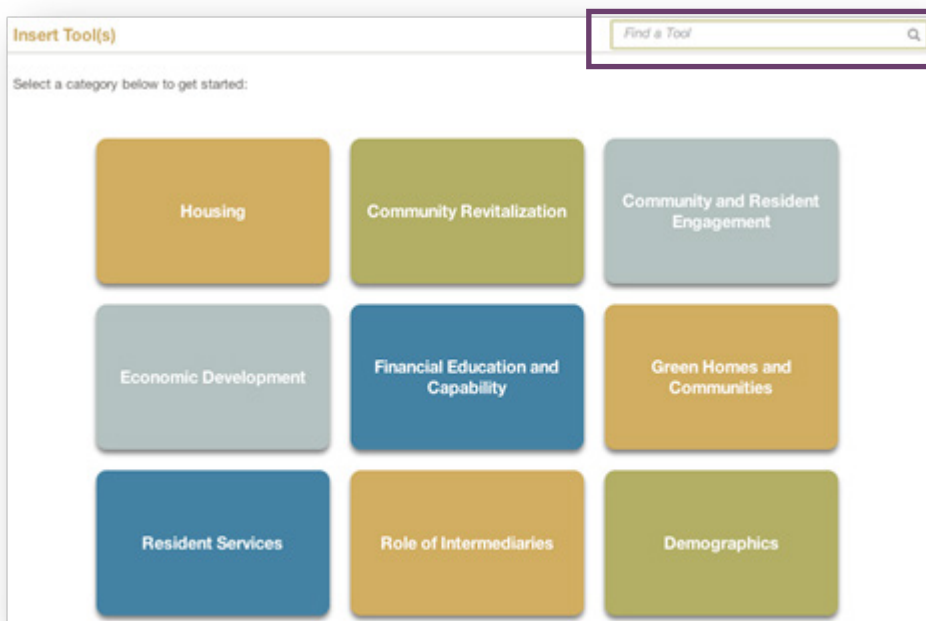 Insert Tool(s)
Find a Tool
Select a category below to get started:
Housing
Community Revitalization
Community and Resident
Engagement
Economic Development
Financial Education and
Capability
Green Homes and
Communities
Resident Services
Role of Intermediaries
Demographics